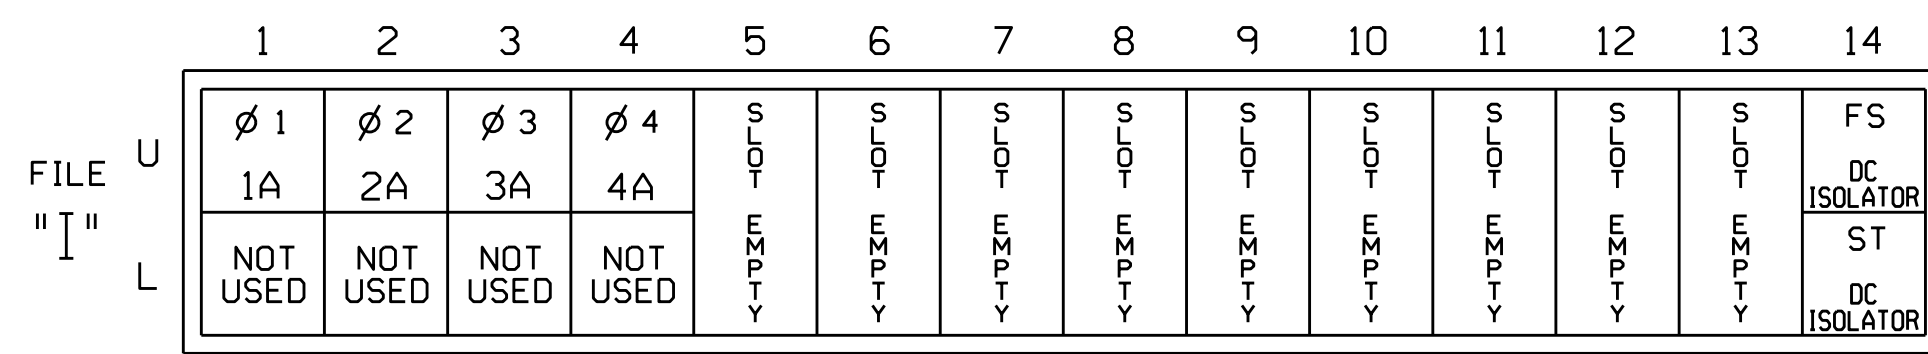 1 2 3 4 5 6 7 8 9 10 11 12 13 14
FILE
"I"
U
L
Ø 1
1A
Ø 2
2A
Ø 3
3A
Ø 4
4A
NOT
USED
NOT
USED
NOT
USED
NOT
USED
SLOT EMPTY
SLOT EMPTY
SLOT EMPTY
SLOT EMPTY
SLOT EMPTY
SLOT EMPTY
SLOT EMPTY
SLOT EMPTY
SLOT EMPTY
FS
DC
ISOLATOR
ST
DC
ISOLATOR